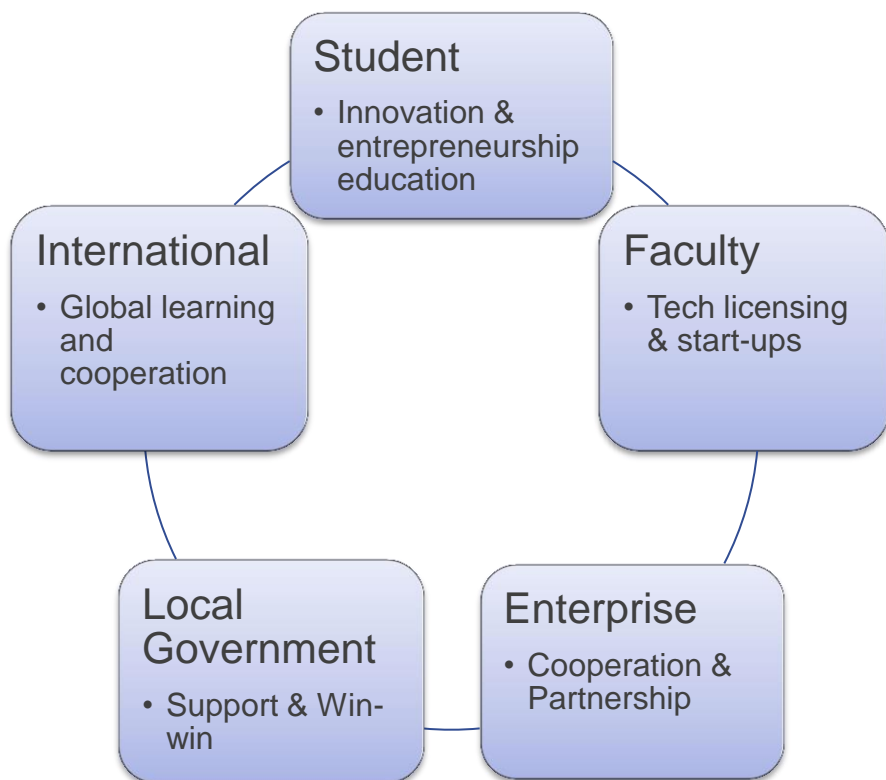 Student
• Innovation &
entrepreneurship
education
Faculty
• Tech licensing
& start-ups
Enterprise
• Cooperation &
Partnership
Local
Government
• Support & Win-
win
International
• Global learning
and
cooperation